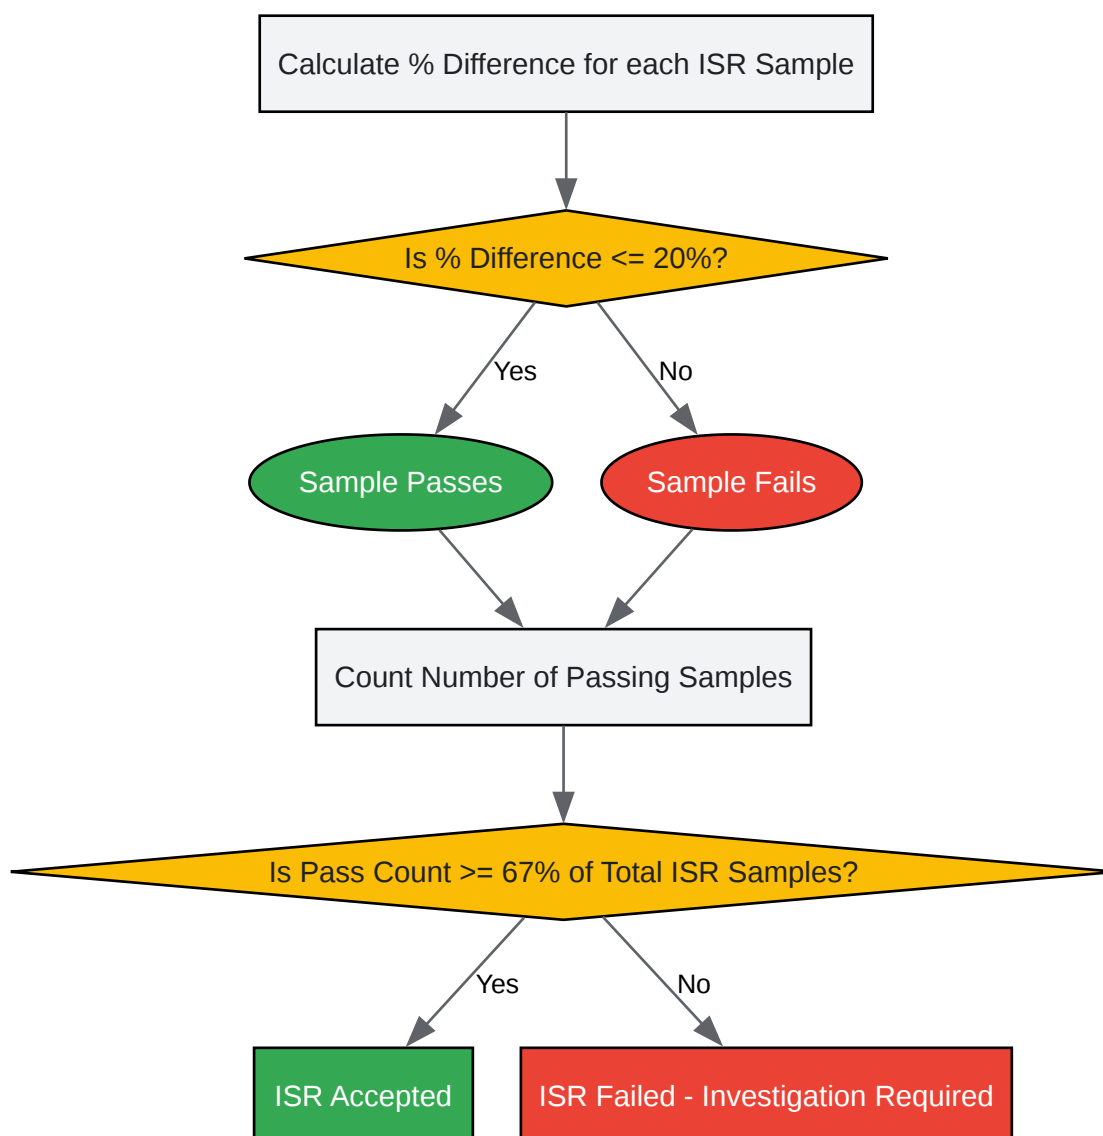 Calculate % Difference for each ISR Sample
Is % Difference <= 20%?
Yes
No
Sample Passes
Sample Fails
Count Number of Passing Samples
Is Pass Count >= 67% of Total ISR Samples?
Yes
No
ISR Accepted
ISR Failed - Investigation Required